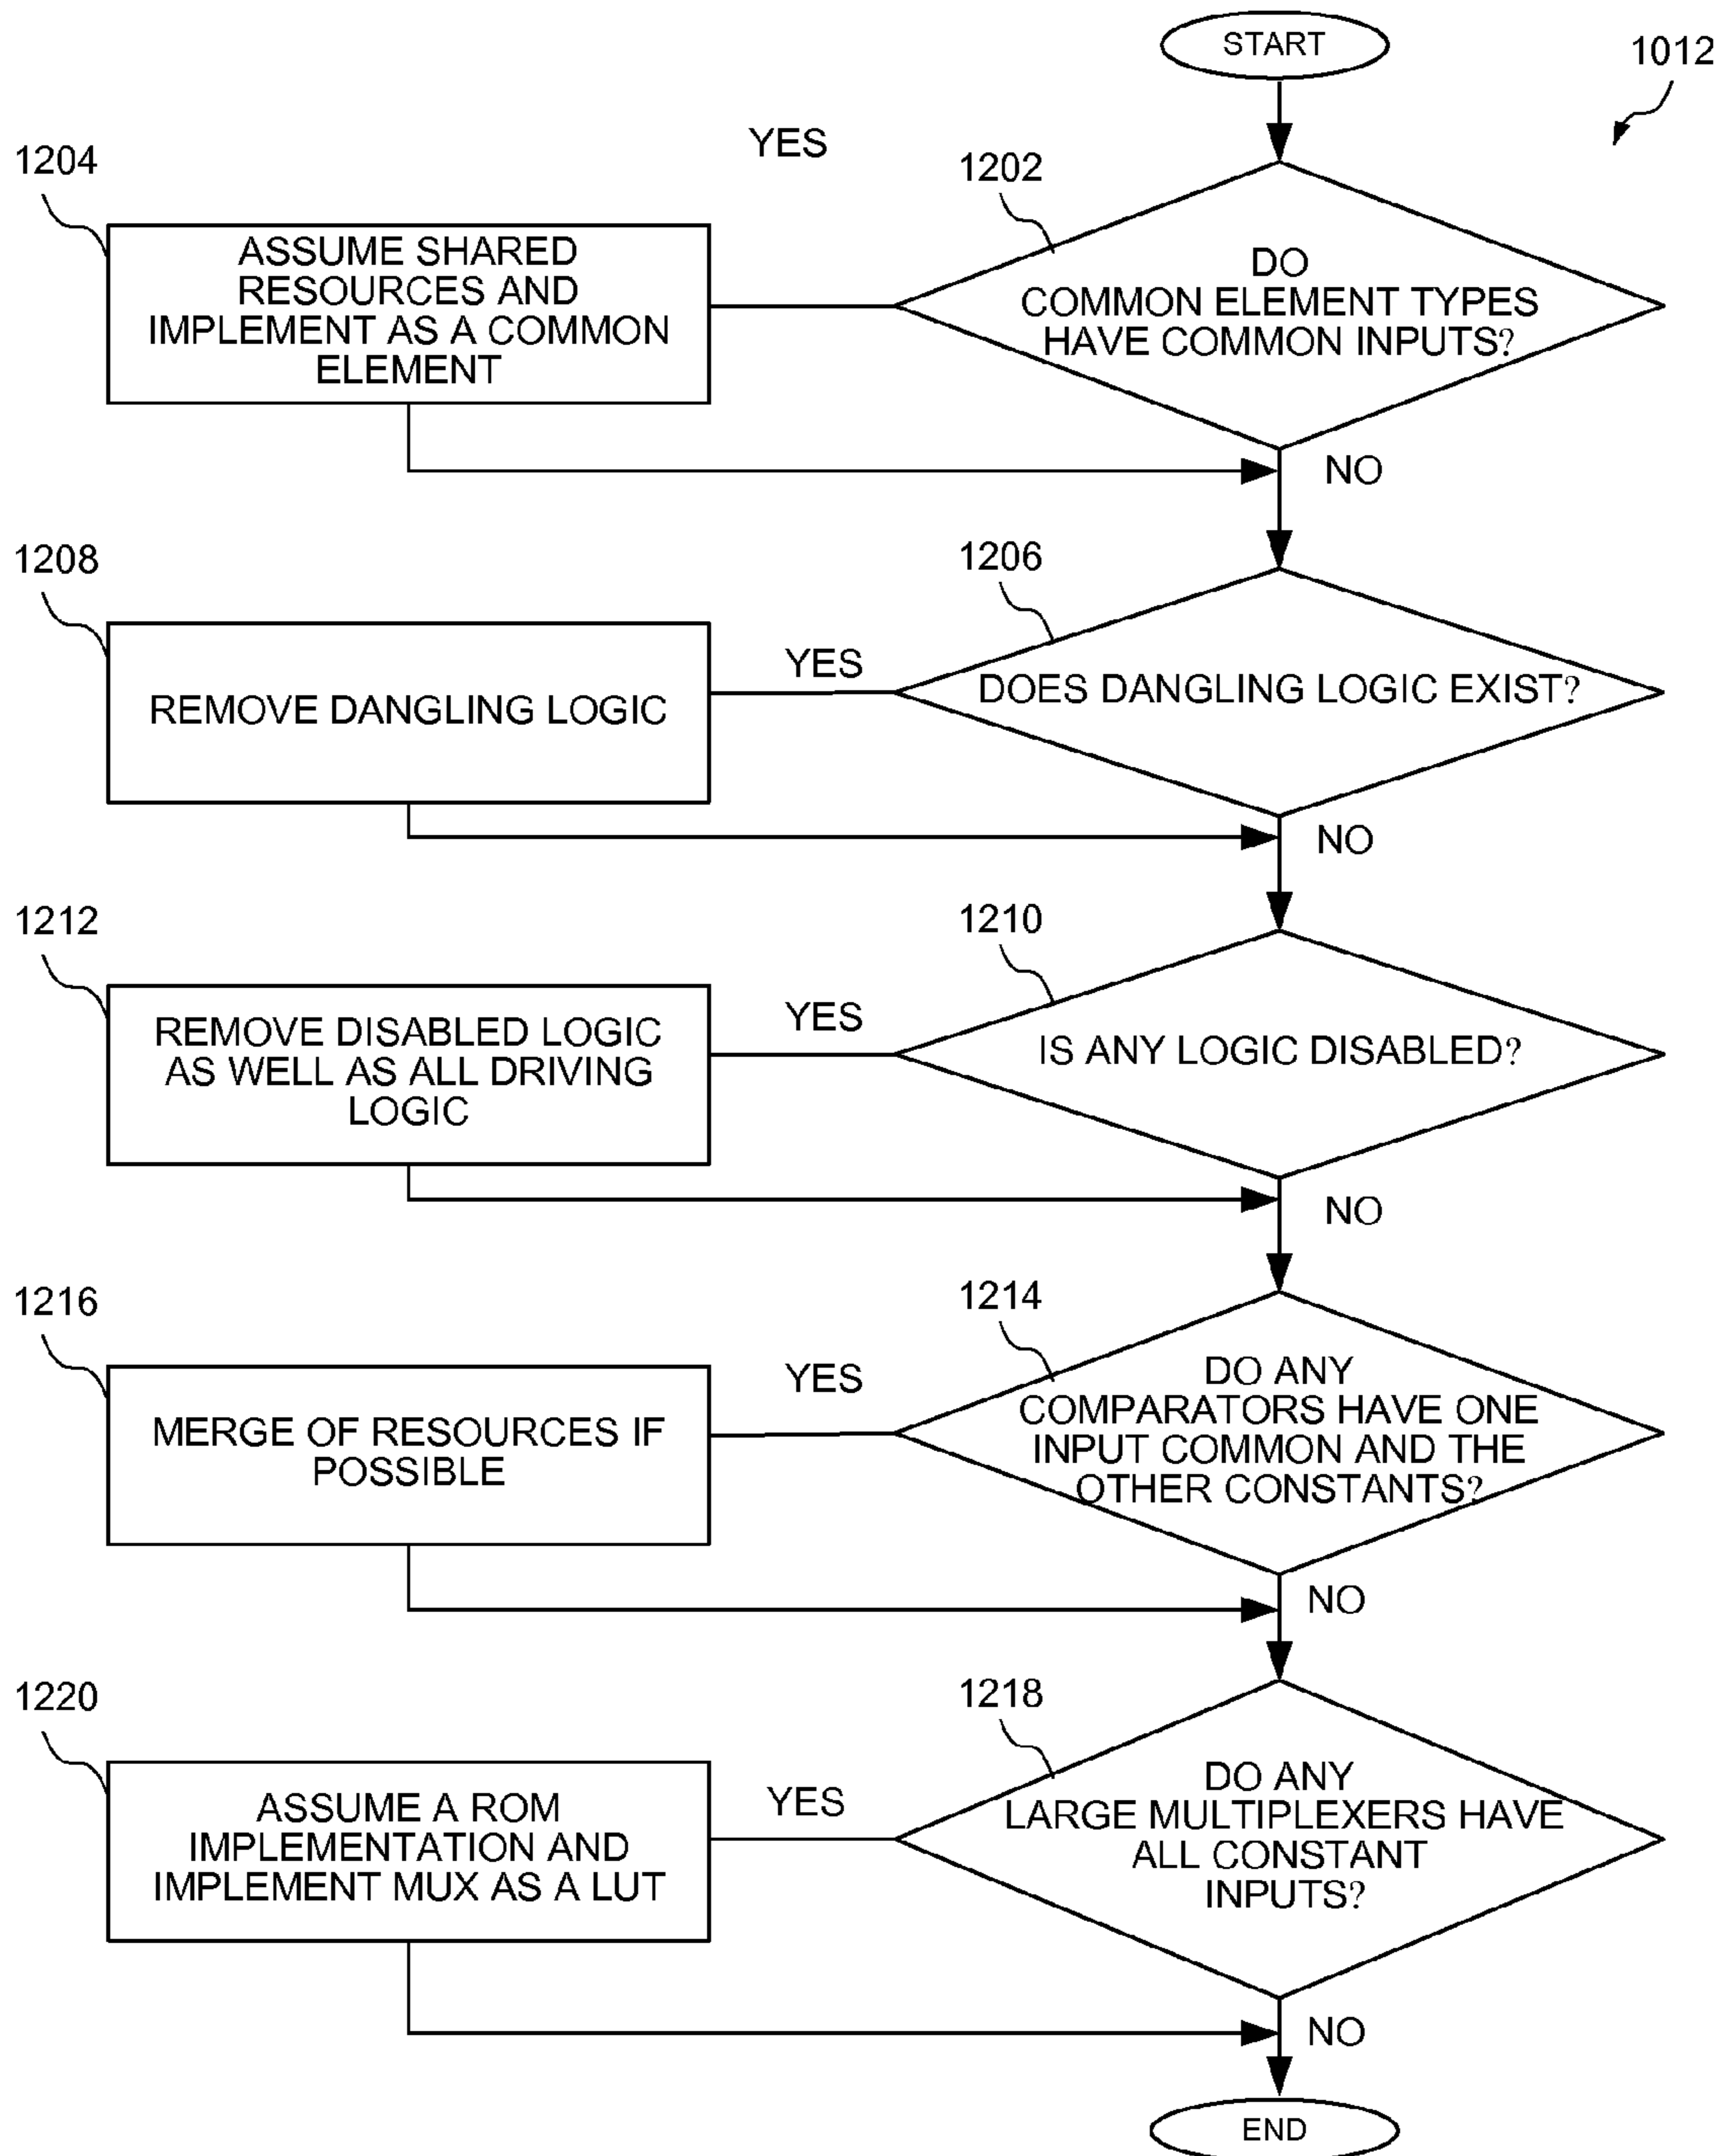 START
1012
YES
1204
1202
ASSUME SHARED
RESOURCES AND
IMPLEMENT AS A COMMON
ELEMENT
DO
COMMON ELEMENT TYPES
HAVE COMMON INPUTS?
NO
1208
1206
YES
REMOVE DANGLING LOGIC
DOES DANGLING LOGIC EXIST?
NO
1212
1210
YES
REMOVE DISABLED LOGIC
AS WELL AS ALL DRIVING
LOGIC
IS ANY LOGIC DISABLED?
NO
1216
1214
YES
MERGE OF RESOURCES IF
POSSIBLE
DO ANY
COMPARATORS HAVE ONE
INPUT COMMON AND THE
OTHER CONSTANTS?
NO
1220
1218
YES
ASSUME A ROM
IMPLEMENTATION AND
IMPLEMENT MUX AS A LUT
DO ANY
LARGE MULTIPLEXERS HAVE
ALL CONSTANT
INPUTS?
NO
END